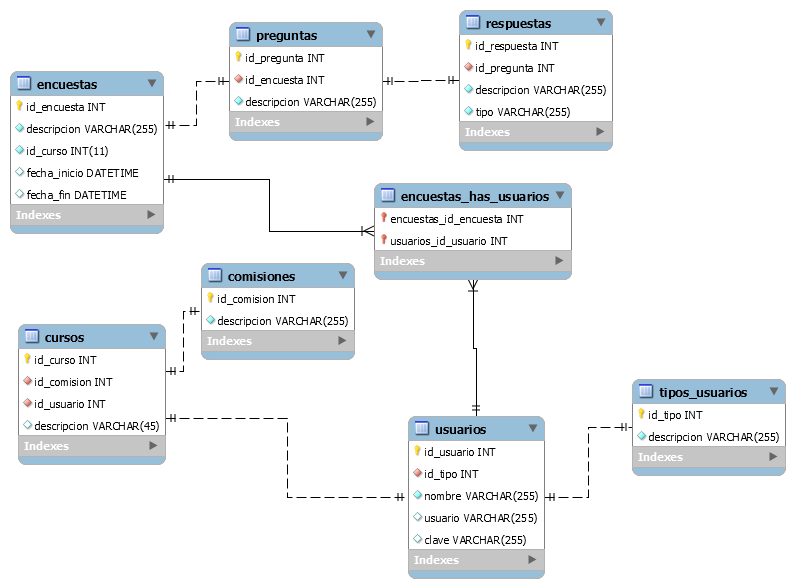 encuestas
id_encuesta INT
descripcion VARCHAR(255)
id_curso INT(11)
fecha_inicio DATETIME
fecha_fin DATETIME
Indexes
preguntas
id_pregunta INT
id_encuesta INT
descripcion VARCHAR(255)
Indexes
respuestas
id_respuesta INT
id_pregunta INT
descripcion VARCHAR(255)
tipo VARCHAR(255)
Indexes
encuestas_has_usuarios
encuestas_id_encuesta INT
usuarios_id_usuario INT
Indexes
comisiones
id_comision INT
descripcion VARCHAR(255)
Indexes
cursos
id_curso INT
id_comision INT
id_usuario INT
descripcion VARCHAR(45)
Indexes
usuarios
id_usuario INT
id_tipo INT
nombre VARCHAR(255)
usuario VARCHAR(255)
clave VARCHAR(255)
Indexes
tipos_usuarios
id_tipo INT
descripcion VARCHAR(255)
Indexes